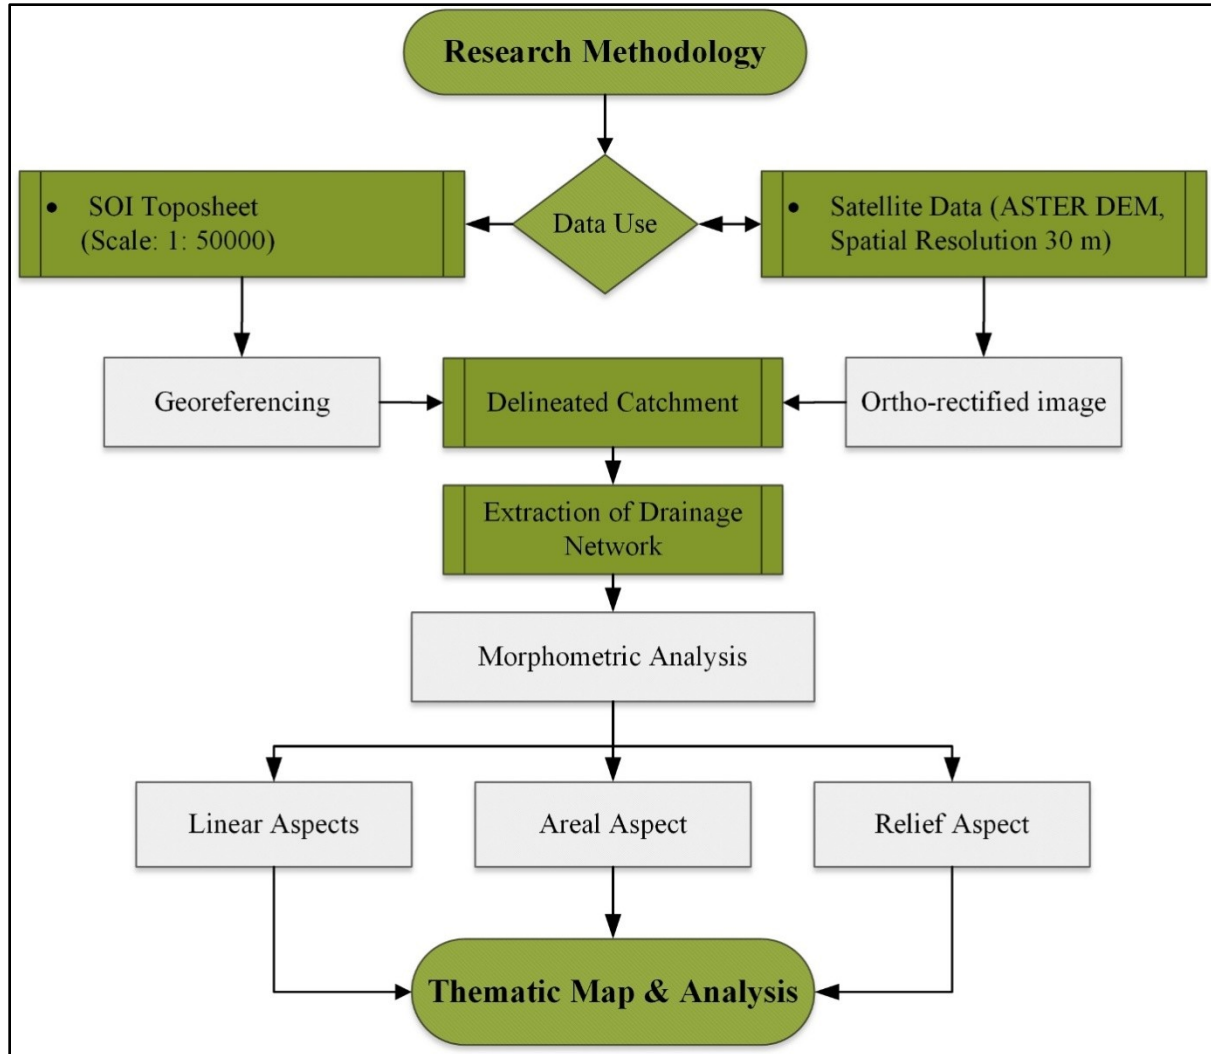 Research Methodology
• SOI Toposheet
(Scale: 1: 50000)
Data Use
• Satellite Data (ASTER DEM,
Spatial Resolution 30 m)
Georeferencing
Delineated Catchment
Ortho-rectified image
Extraction of Drainage
Network
Morphometric Analysis
Linear Aspects
Areal Aspect
Relief Aspect
Thematic Map & Analysis